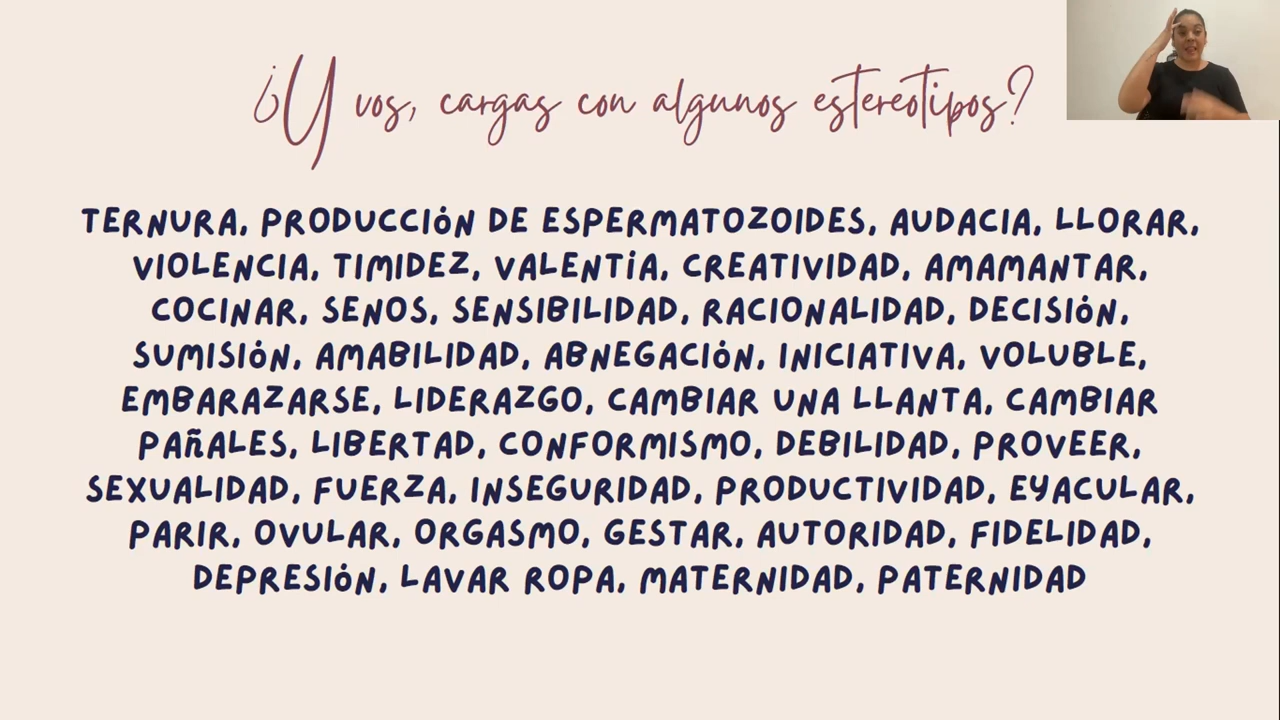 ¿Y vos, cargas con algunos estereotipos?
TERNURA, PRODUCCIÓN DE ESPERMATOZOIDES, AUDACIA, LLORAR,
VIOLENCIA, TIMIDEZ, VALENTÍA, CREATIVIDAD, AMAMANTAR,
COCINAR, SENOS, SENSIBILIDAD, RACIONALIDAD, DECISIÓN,
SUMISIÓN, AMABILIDAD, ABNEGACIÓN, INICIATIVA, VOLUBLE,
EMBARAZARSE, LIDERAZGO, CAMBIAR UNA LLANTA, CAMBIAR
PAÑALES, LIBERTAD, CONFORMISMO, DEBILIDAD, PROVEER,
SEXUALIDAD, FUERZA, INSEGURIDAD, PRODUCTIVIDAD, EYACULAR,
PARIR, OVULAR, ORGASMO, GESTAR, AUTORIDAD, FIDELIDAD,
DEPRESIÓN, LAVAR ROPA, MATERNIDAD, PATERNIDAD